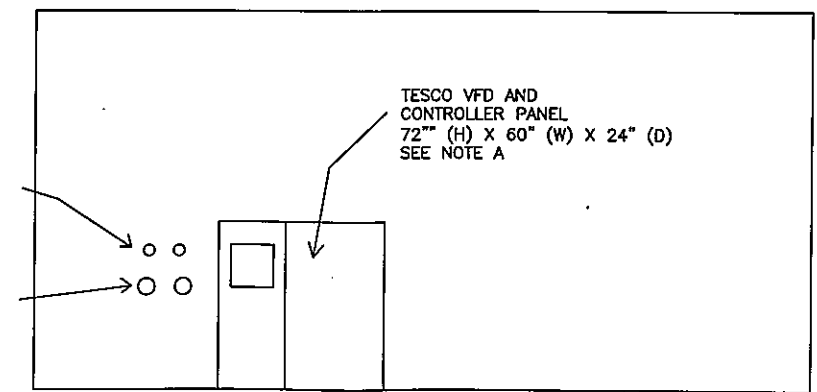 TESCO VFD AND
CONTROLLER PANEL
72"" (H) X 60" (W) X 24" (D)
SEE NOTE A